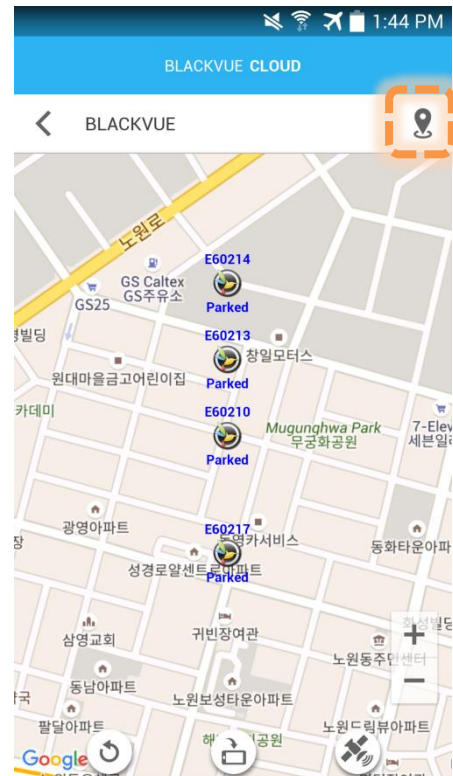 1:44 PM
BLACKVUE CLOUD
BLACKVUE
노원로
E60214
GS Caltex
GS주유소
GS25
Parked
E60213
창일모터스
원대마을금고어린이집
Parked
카데미
E60210
Mugunghwa Park
무궁화공원
7-Elev
세븐일
Parked
광영아파트
E60217
동영카서비스
동화타운아파
성경로얄센트로아파트
Parked
귀빈장여관
삼영교회
노원동주민센터
동남아파트
노원보성타운아파트
팔달아파트
노원드림뷰아파트
Google